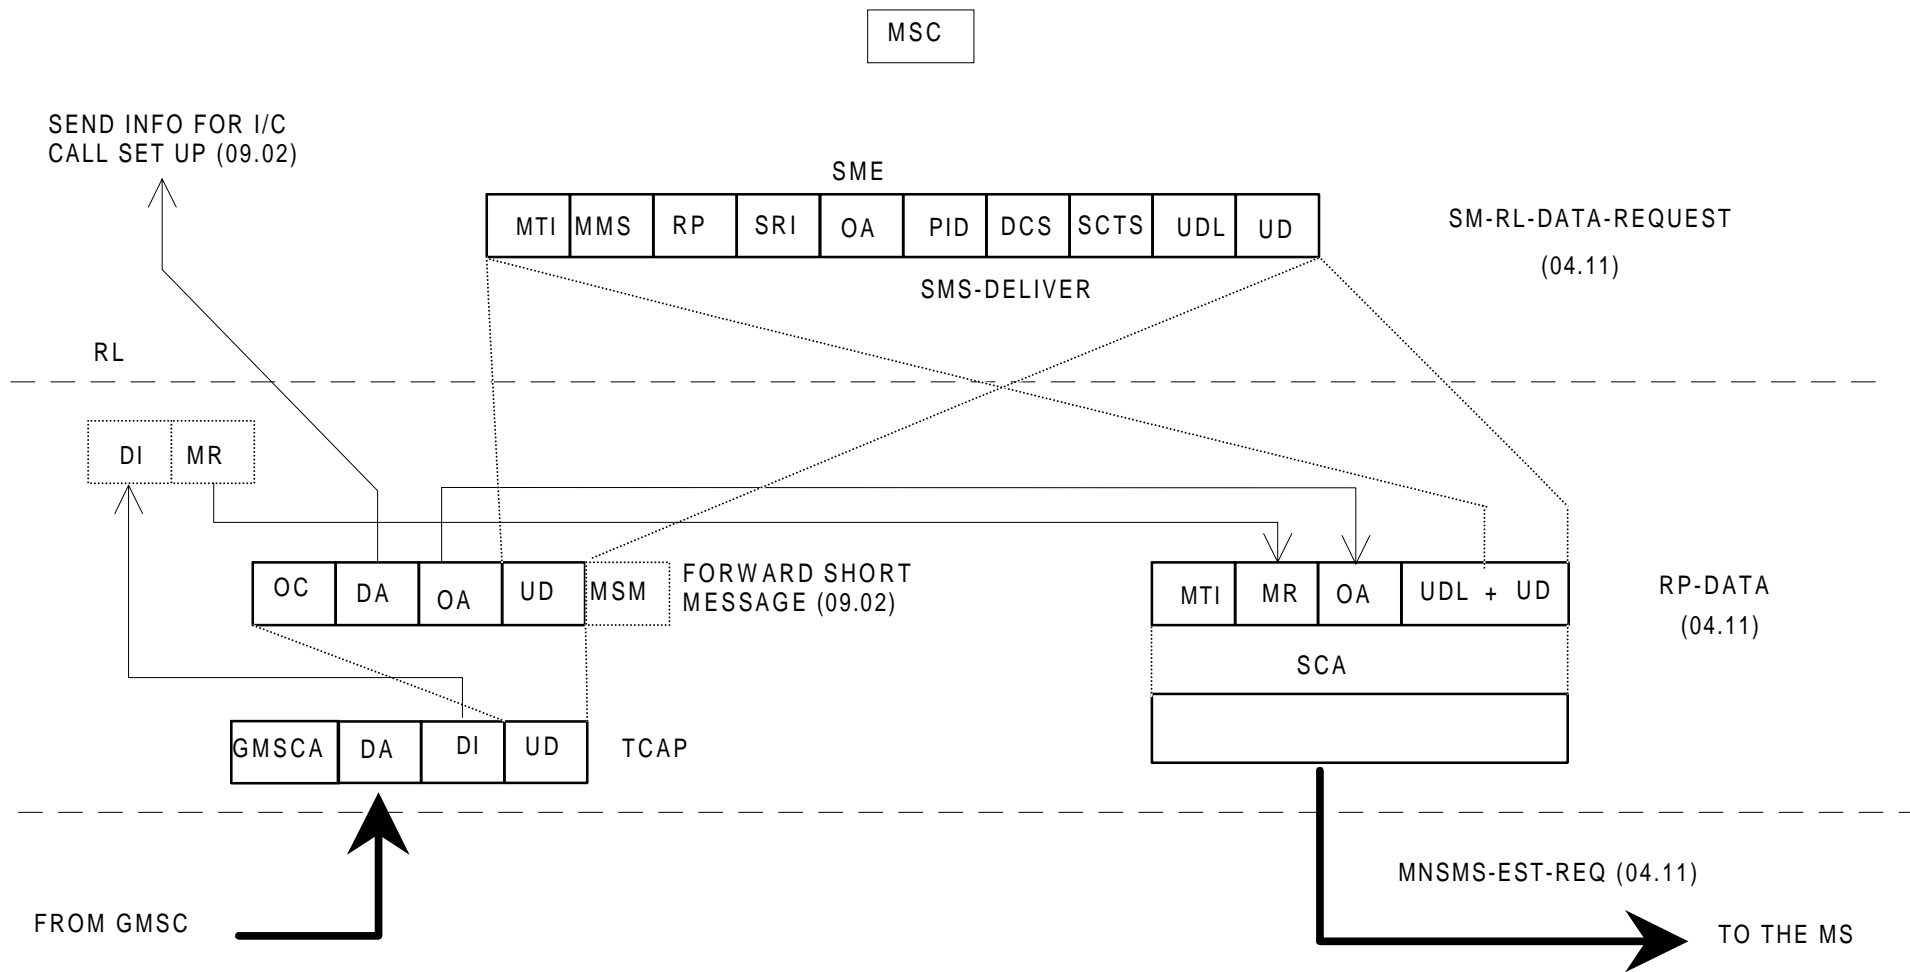 MSC
SEND INFO FOR I/C
CALL SET UP (09.02)
SME
MTI MMS RP SRI OA PID DCS SCTS UDL UD
SM-RL-DATA-REQUEST
(04.11)
SMS-DELIVER
RL
DI MR
OC DA OA UD MSM
FORWARD SHORT
MESSAGE (09.02)
MTI MR OA UDL + UD
RP-DATA
(04.11)
SCA
GMSCA DA DI UD
TCAP
MNSMS-EST-REQ (04.11)
FROM GMSC
TO THE MS